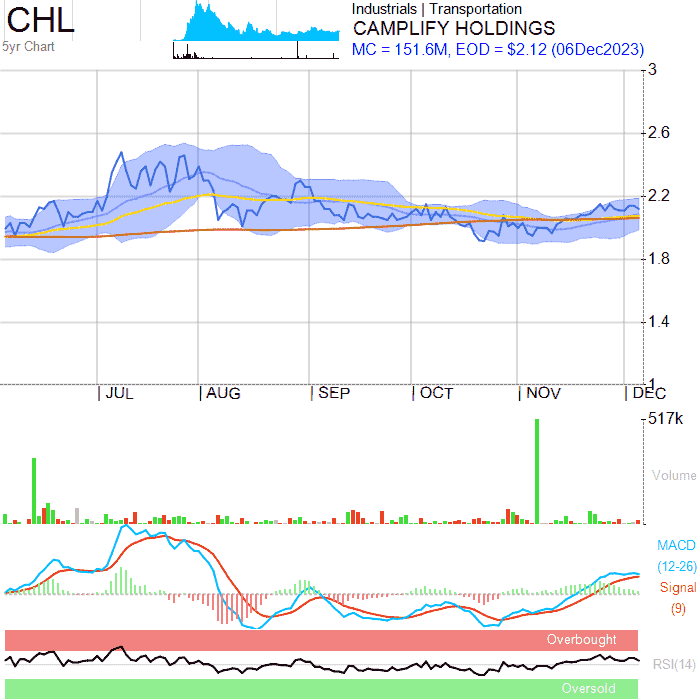 CHL
5yr Chart
Industrials | Transportation
CAMPLIFY HOLDINGS
MC = 151.6M, EOD = $2.12 (06Dec2023)
3
2.6
2.2
1.8
1.4
1
JUL AUG SEP OCT NOV DEC
517k
Volume
MACD
(12-26)
Signal
(9)
Overbought
RSI(14)
Oversold